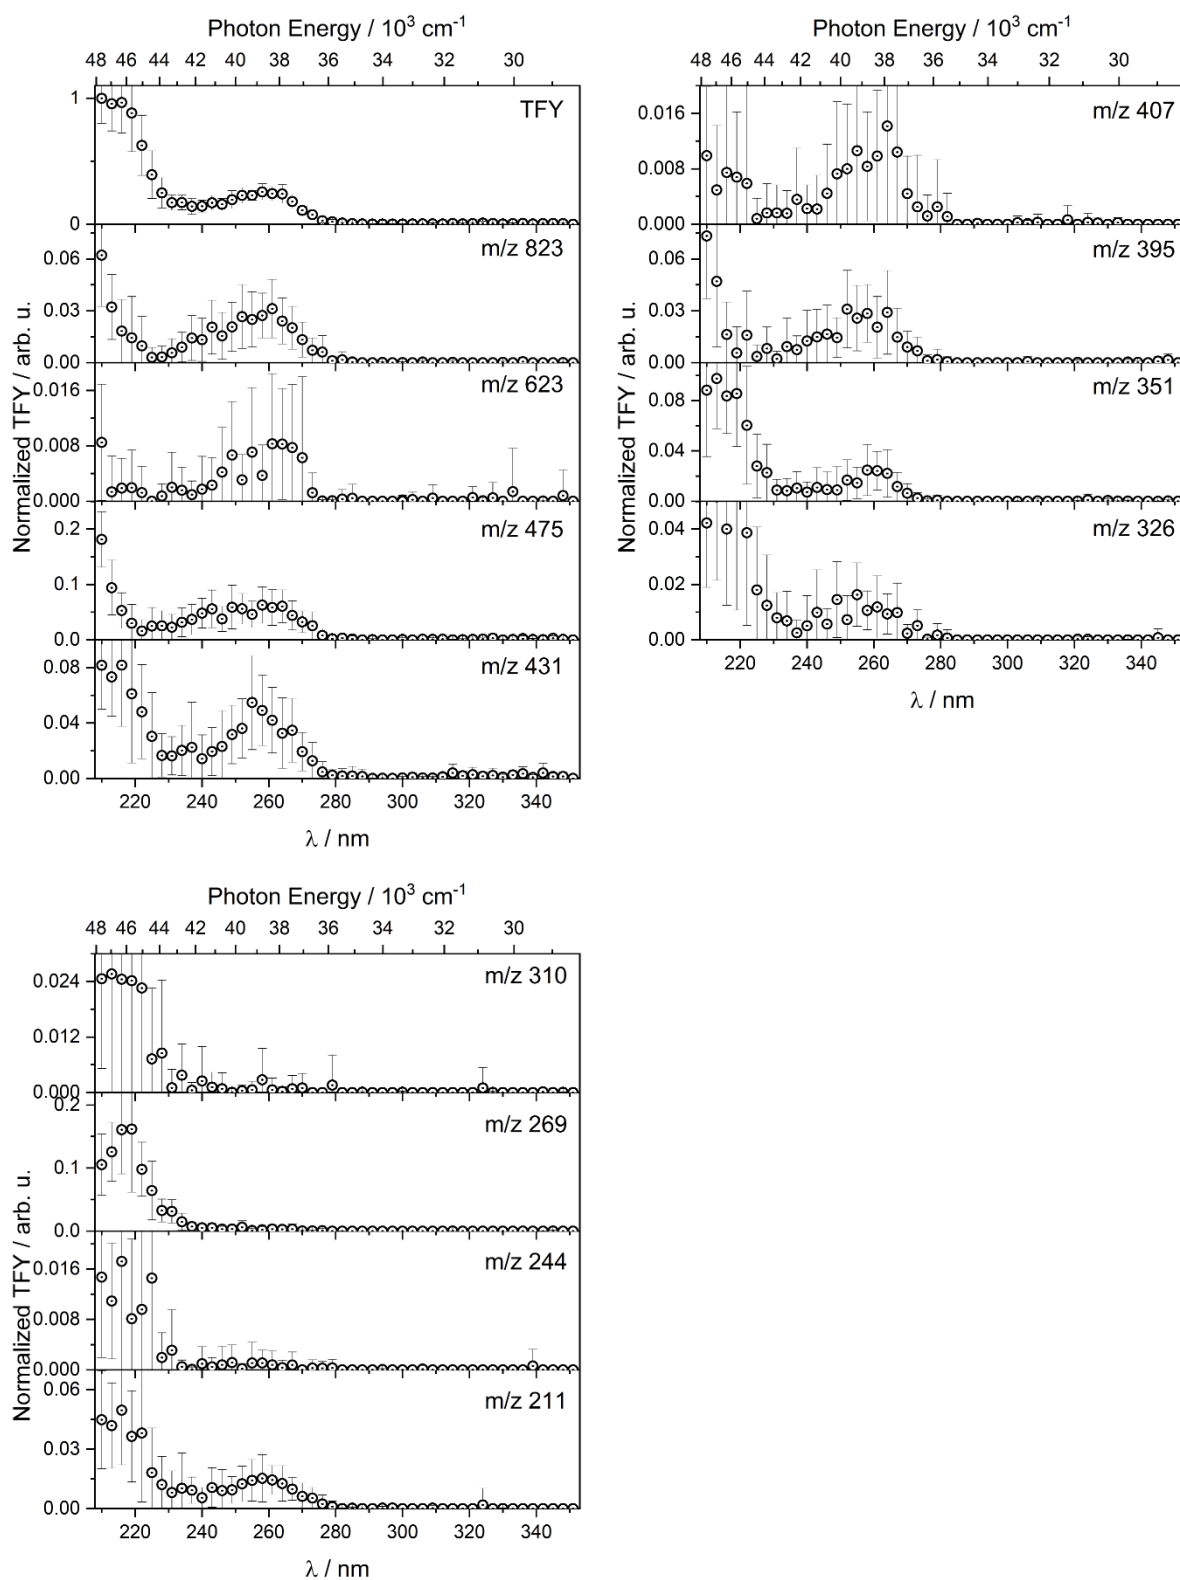 Photon Energy / 10³ cm⁻¹
48 46 44 42 40 38 36 34 32 30
TFY
1
0
m/z 823
0.06
0.03
0.00
m/z 623
0.016
0.008
0.000
m/z 475
0.2
0.1
0.0
m/z 431
0.08
0.04
0.00
Normalized TFY / arb. u.
220 240 260 280 300 320 340
λ / nm
Photon Energy / 10³ cm⁻¹
48 46 44 42 40 38 36 34 32 30
m/z 407
0.016
0.008
0.000
m/z 395
0.06
0.03
0.00
m/z 351
0.08
0.04
0.00
m/z 326
0.04
0.02
0.00
Normalized TFY / arb. u.
220 240 260 280 300 320 340
λ / nm
Photon Energy / 10³ cm⁻¹
48 46 44 42 40 38 36 34 32 30
m/z 310
0.024
0.012
0.000
m/z 269
0.2
0.1
0.0
m/z 244
0.016
0.008
0.000
m/z 211
0.06
0.03
0.00
Normalized TFY / arb. u.
220 240 260 280 300 320 340
λ / nm